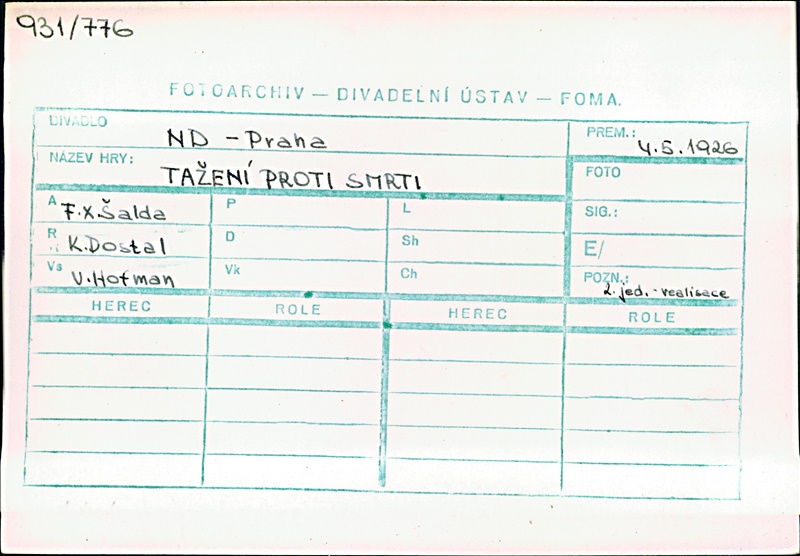 931/776
FOTOARCHIV — DIVADELNÍ ÚSTAV — FOMA.
DIVADLO ND - Praha
PREM.: 4.5.1926
NÁZEV HRY: TAŽENÍ PROTI SMRTI
FOTO
A F.X.Šalda P L
SIG.:
R K.Dostal D Sh
E/
Vs V.Hofman Vk Ch
POZN.: 2. jed. - realisace
HEREC ROLE HEREC ROLE